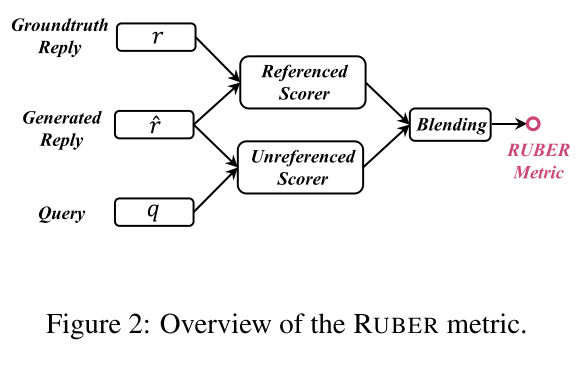 Groundtruth
Reply
r
Referenced
Scorer
Generated
Reply
r̂
Blending
RUBER
Metric
Unreferenced
Scorer
Query
q
Figure 2: Overview of the RUBER metric.